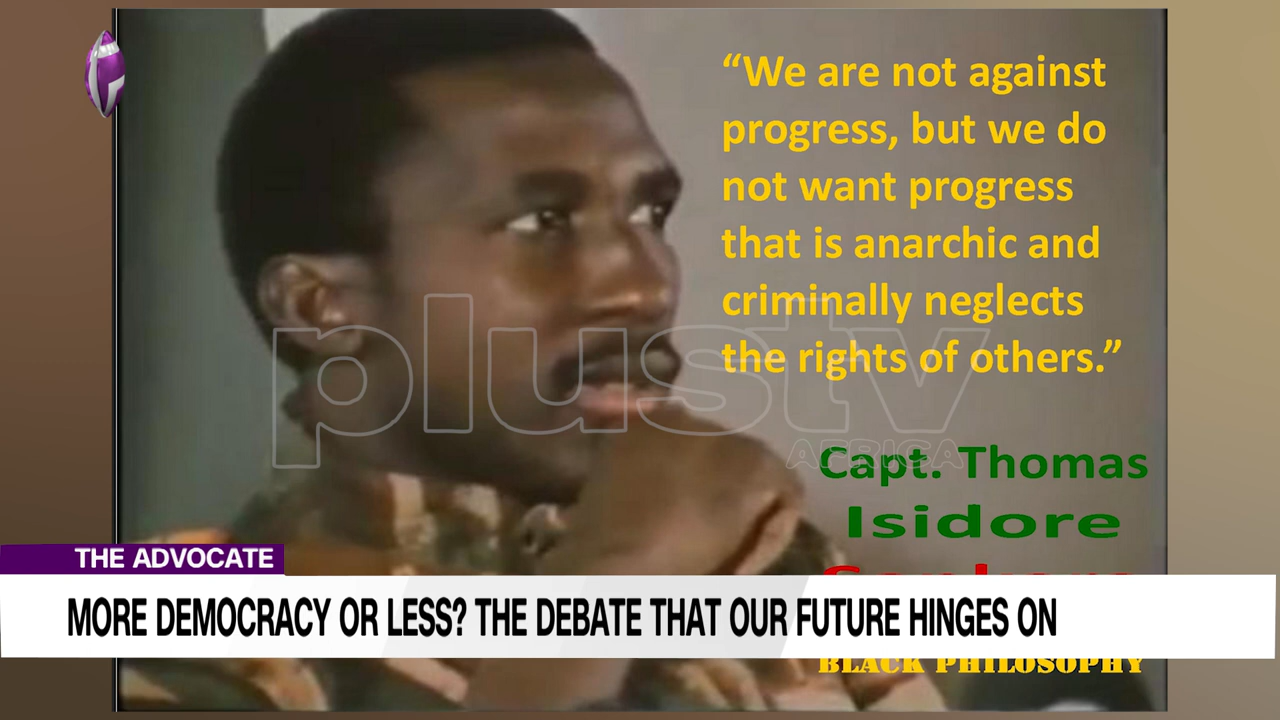 “We are not against
progress, but we do
not want progress
that is anarchic and
criminally neglects
the rights of others.”
plustv
AFRICA
Capt. Thomas
Isidore
THE ADVOCATE
MORE DEMOCRACY OR LESS? THE DEBATE THAT OUR FUTURE HINGES ON
BLACK PHILOSOPHY